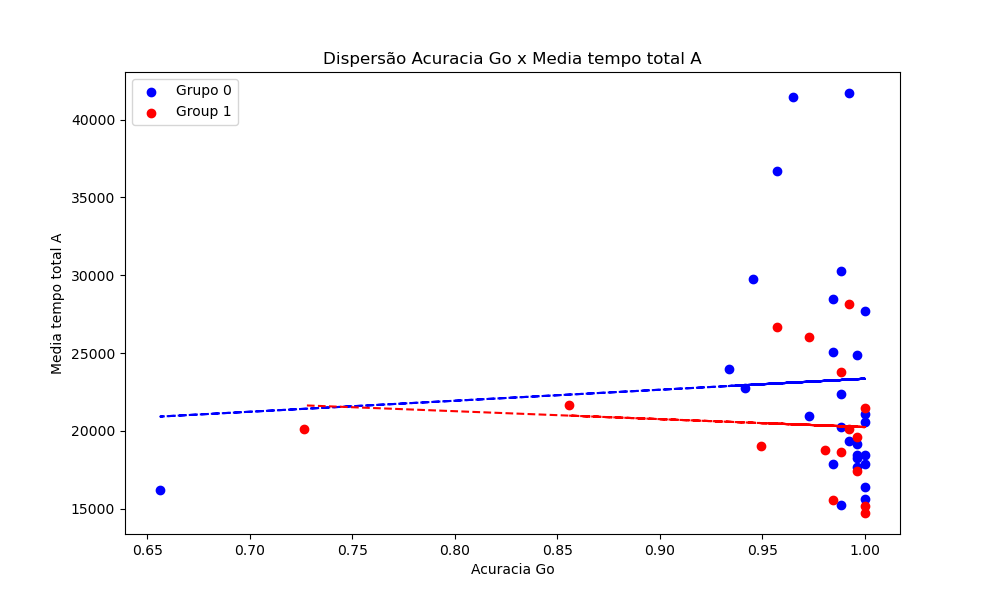 Dispersão Acuracia Go x Media tempo total A
Grupo 0
Group 1
Media tempo total A
40000
35000
30000
25000
20000
15000
0.65 0.70 0.75 0.80 0.85 0.90 0.95 1.00
Acuracia Go